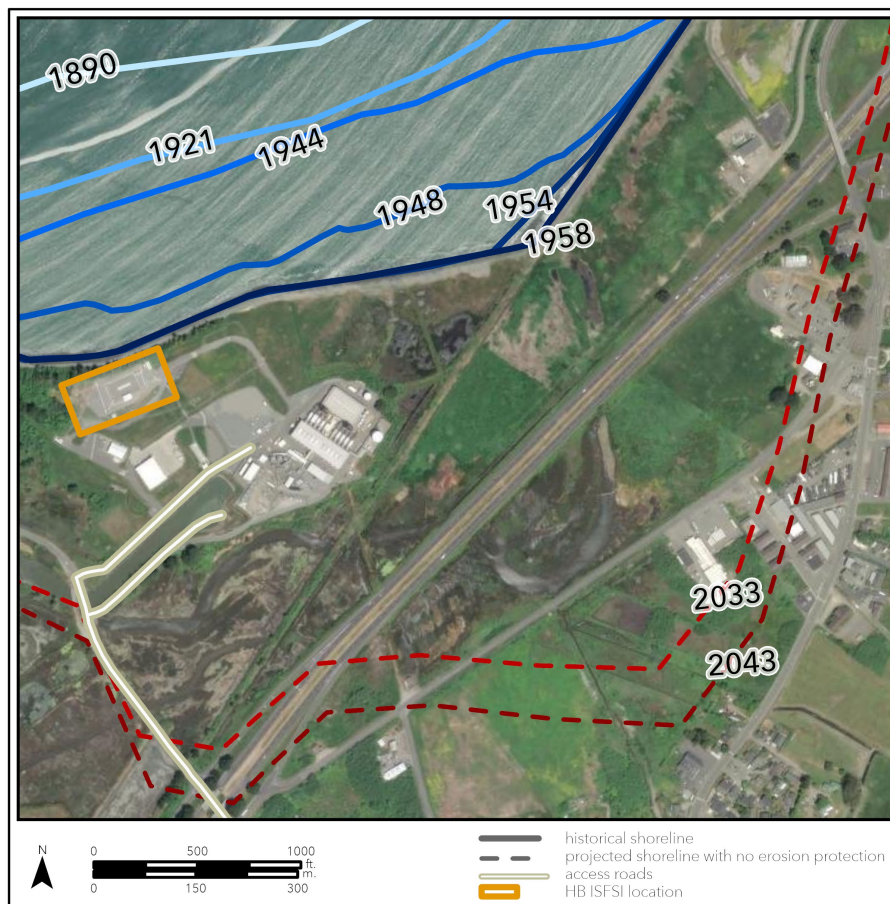 1890
1921
1944
1948
1954
1958
2033
2043
N
0 500 1000
ft.
m.
0 150 300
historical shoreline
projected shoreline with no erosion protection
access roads
HB ISFSI location